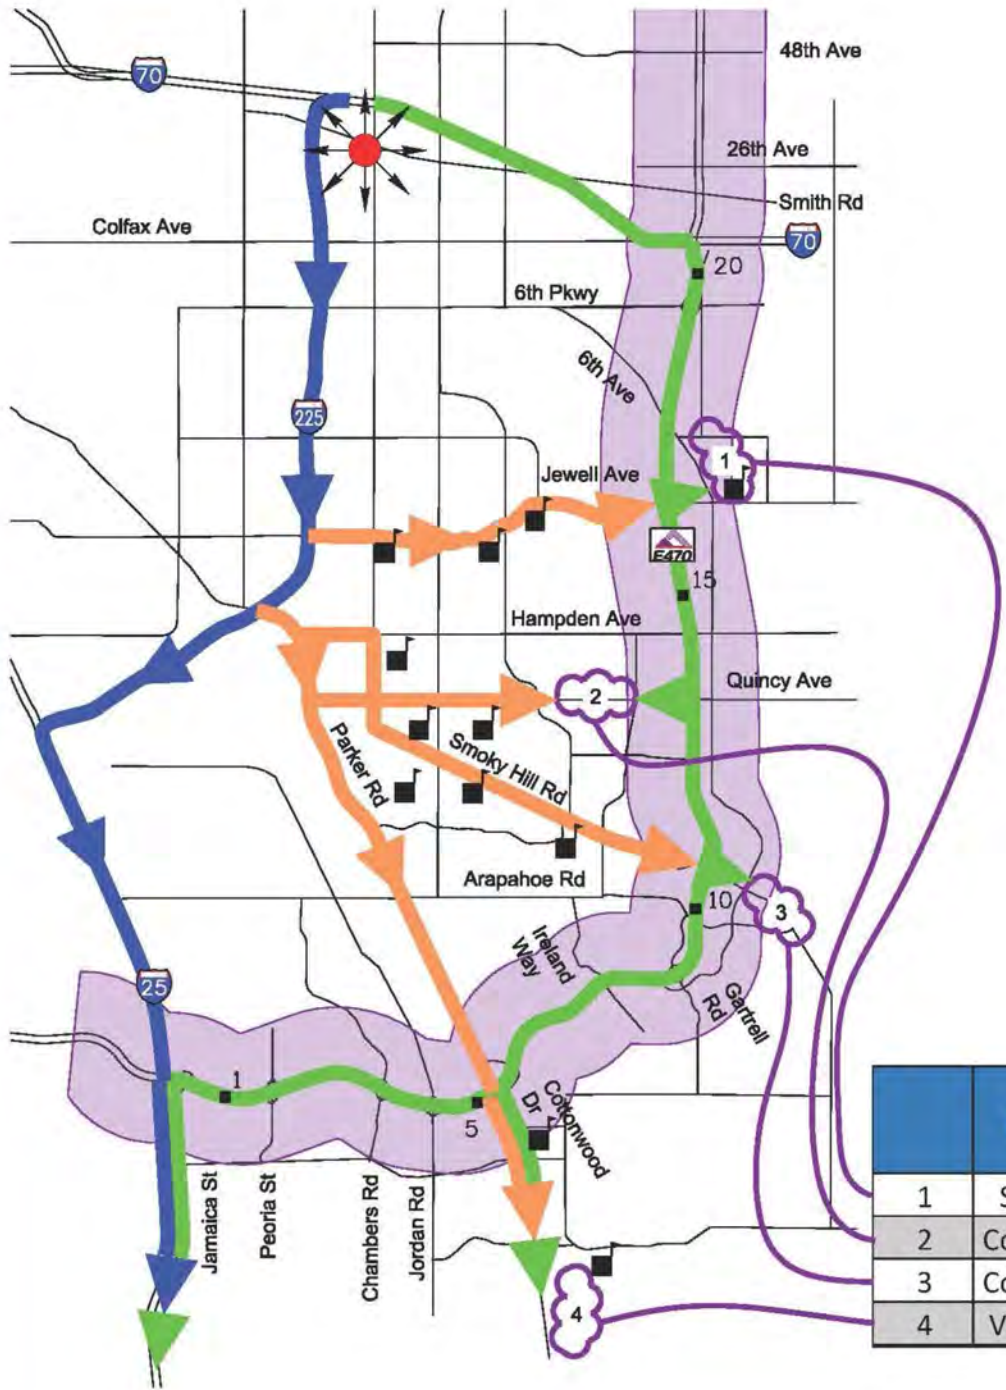 48th Ave
70
26th Ave
Smith Rd
Colfax Ave
70
20
6th Pkwy
6th Ave
225
1
Jewell Ave
E470
15
Hampden Ave
2
Quincy Ave
Parker Rd
Smoky Hill Rd
Arapahoe Rd
10
3
Ireland
Way
Gartrell
Rd
25
1
5
Cottonwood
Dr
Jamaica St
Peoria St
Chambers Rd
Jordan Rd
4
1 S
2 Co
3 Co
4 V